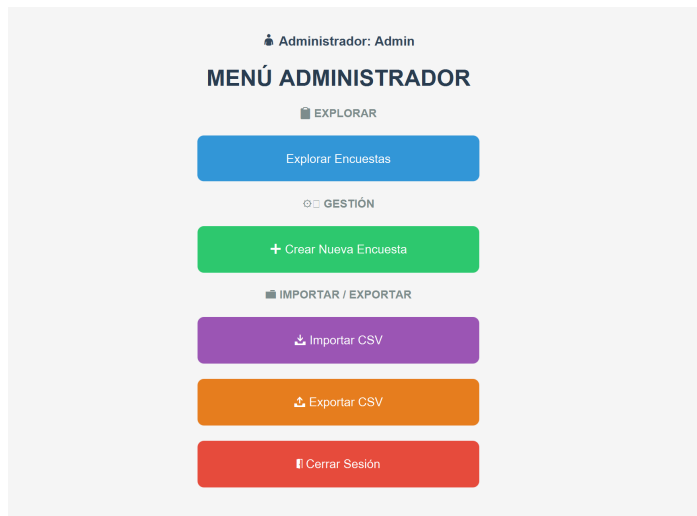 Administrador: Admin
MENÚ ADMINISTRADOR
EXPLORAR
Explorar Encuestas
GESTIÓN
Crear Nueva Encuesta
IMPORTAR / EXPORTAR
Importar CSV
Exportar CSV
Cerrar Sesión